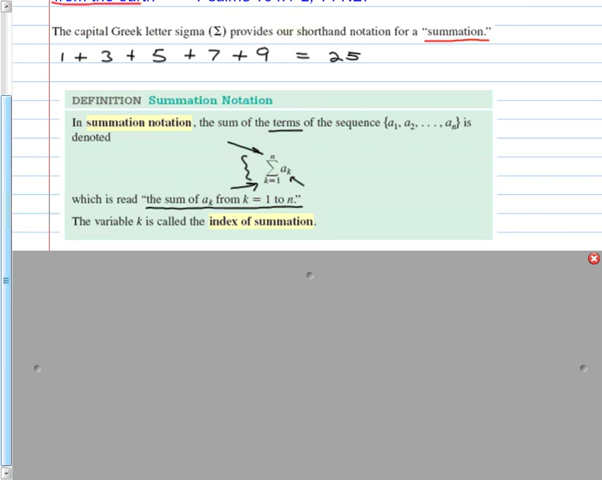 The capital Greek letter sigma (Σ) provides our shorthand notation for a “summation.”
1 + 3 + 5 + 7 + 9 = 25
DEFINITION Summation Notation
In summation notation, the sum of the terms of the sequence {a₁, a₂, . . . , aₙ} is
denoted
n
{ Σ aₖ
k=1
which is read “the sum of aₖ from k = 1 to n.”
The variable k is called the index of summation.